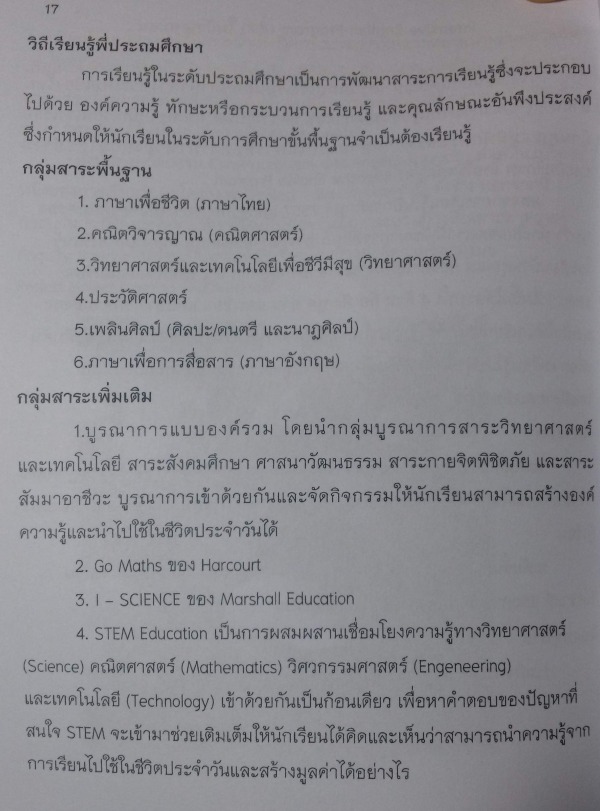 17
วิถีเรียนรู้พี่ประถมศึกษา
การเรียนรู้ในระดับประถมศึกษาเป็นการพัฒนาสาระการเรียนรู้ซึ่งจะประกอบ
ไปด้วย องค์ความรู้ ทักษะหรือกระบวนการเรียนรู้ และคุณลักษณะอันพึงประสงค์
ซึ่งกำหนดให้นักเรียนในระดับการศึกษาขั้นพื้นฐานจำเป็นต้องเรียนรู้
กลุ่มสาระพื้นฐาน
1. ภาษาเพื่อชีวิต (ภาษาไทย)
2.คณิตวิจารญาณ (คณิตศาสตร์)
3.วิทยาศาสตร์และเทคโนโลยีเพื่อชีวีมีสุข (วิทยาศาสตร์)
4.ประวัติศาสตร์
5.เพลินศิลป์ (ศิลปะ/ดนตรี และนาฎศิลป์)
6.ภาษาเพื่อการสื่อสาร (ภาษาอังกฤษ)
กลุ่มสาระเพิ่มเติม
1.บูรณาการแบบองค์รวม โดยนำกลุ่มบูรณาการสาระวิทยาศาสตร์
และเทคโนโลยี สาระสังคมศึกษา ศาสนาวัฒนธรรม สาระกายจิตพิชิตภัย และสาระ
สัมมาอาชีวะ บูรณาการเข้าด้วยกันและจัดกิจกรรมให้นักเรียนสามารถสร้างองค์
ความรู้และนำไปใช้ในชีวิตประจำวันได้
2. Go Maths ของ Harcourt
3. I – SCIENCE ของ Marshall Education
4. STEM Education เป็นการผสมผสานเชื่อมโยงความรู้ทางวิทยาศาสตร์
(Science) คณิตศาสตร์ (Mathematics) วิศวกรรมศาสตร์ (Engeneering)
และเทคโนโลยี (Technology) เข้าด้วยกันเป็นก้อนเดียว เพื่อหาคำตอบของปัญหาที่
สนใจ STEM จะเข้ามาช่วยเติมเต็มให้นักเรียนได้คิดและเห็นว่าสามารถนำความรู้จาก
การเรียนไปใช้ในชีวิตประจำวันและสร้างมูลค่าได้อย่างไร